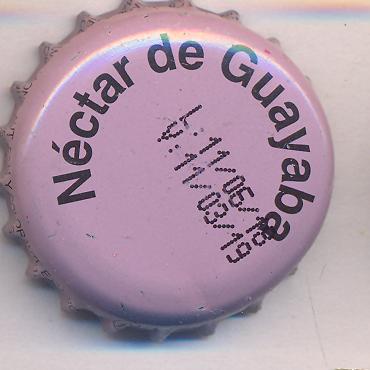 Néctar de Guayaba
L:11/06/18
V:11/03/19